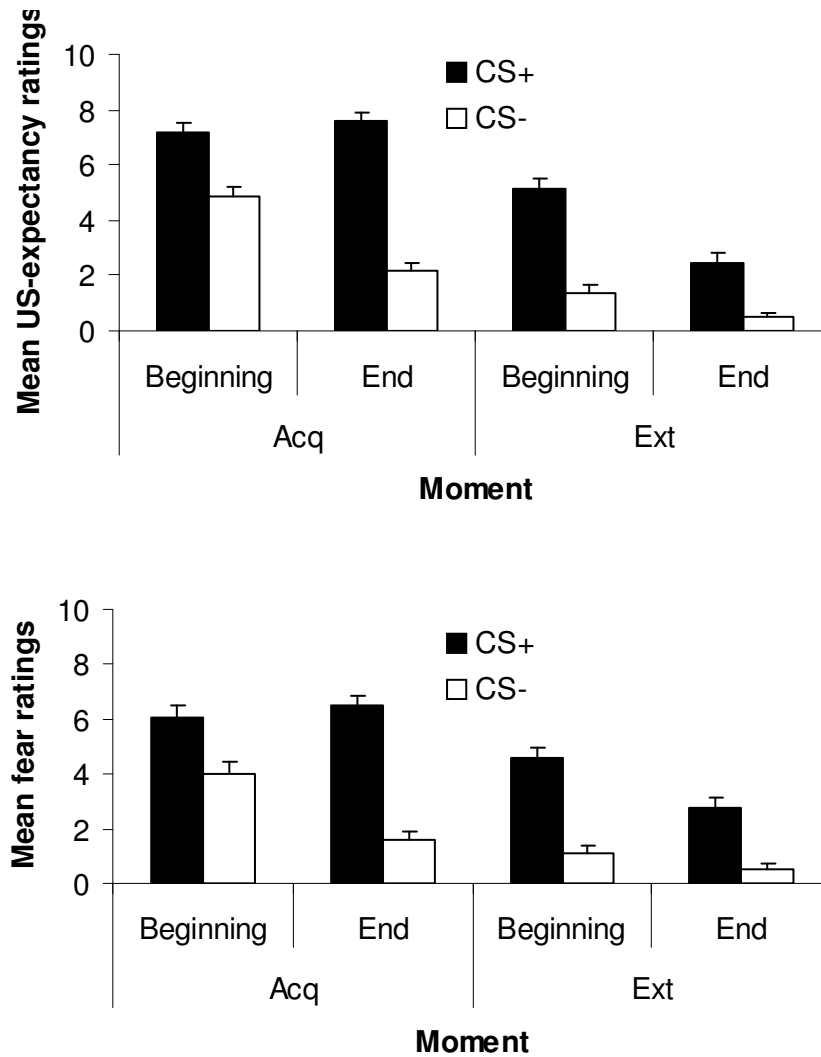 Mean US-expectancy ratings
10
8
6
4
2
0
CS+
CS-
Beginning End Beginning End
Acq Ext
Moment
Mean fear ratings
10
8
6
4
2
0
CS+
CS-
Beginning End Beginning End
Acq Ext
Moment